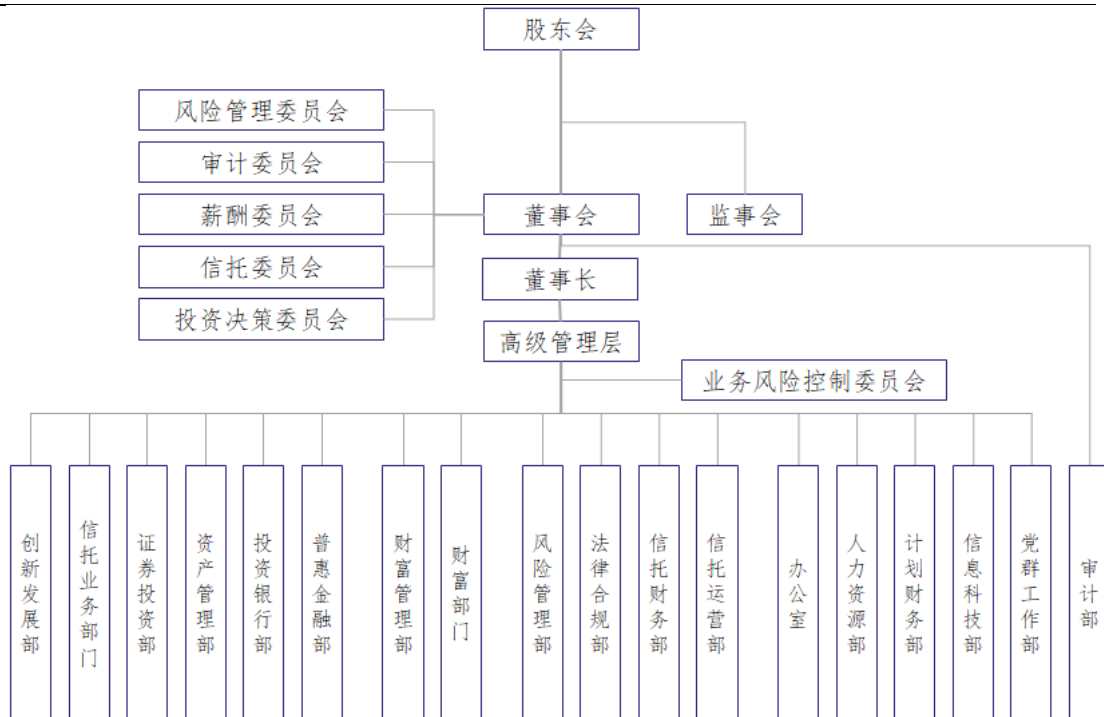 股东会
风险管理委员会
审计委员会
薪酬委员会
信托委员会
投资决策委员会
董事会
监事会
董事长
高级管理层
业务风险控制委员会
创新发展部
信托业务部门
证券投资部
资产管理部
投资银行部
普惠金融部
财富管理部
财富部门
风险管理部
法律合规部
信托财务部
信托运营部
办公室
人力资源部
计划财务部
信息科技部
党群工作部
审计部